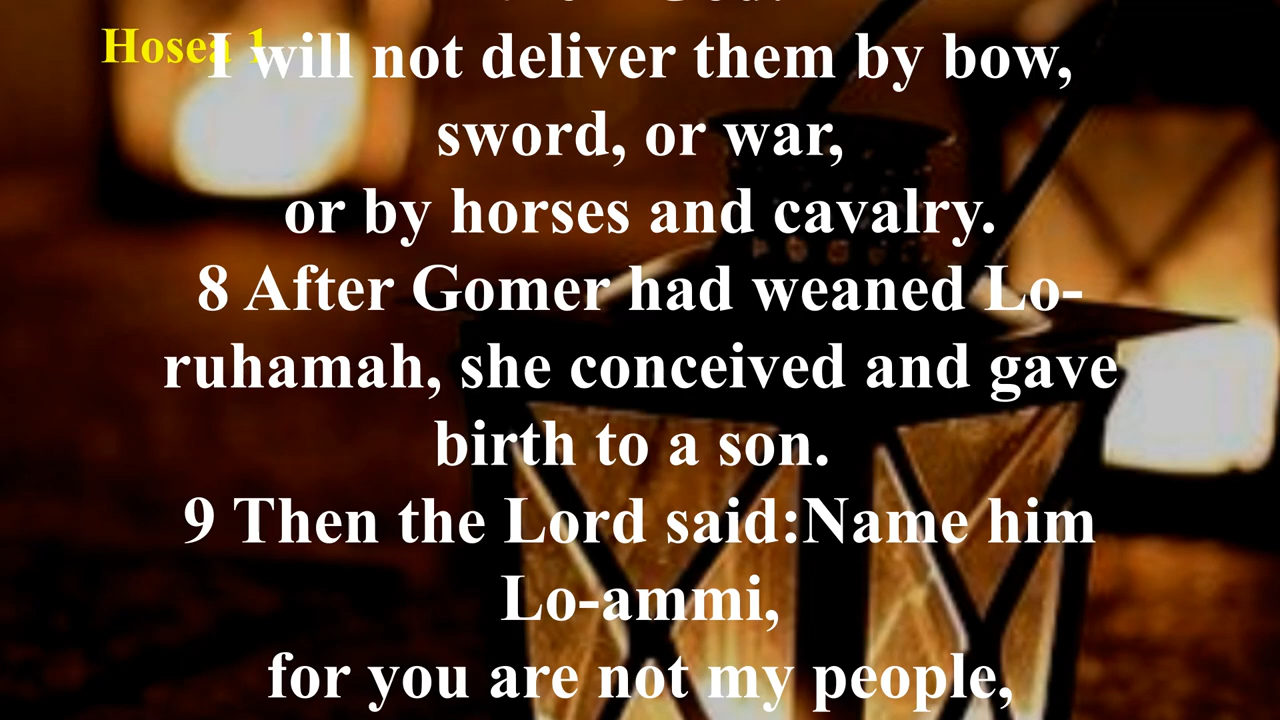 Hosea 1
I will not deliver them by bow,
sword, or war,
or by horses and cavalry.
8 After Gomer had weaned Lo-
ruhamah, she conceived and gave
birth to a son.
9 Then the Lord said:Name him
Lo-ammi,
for you are not my people,